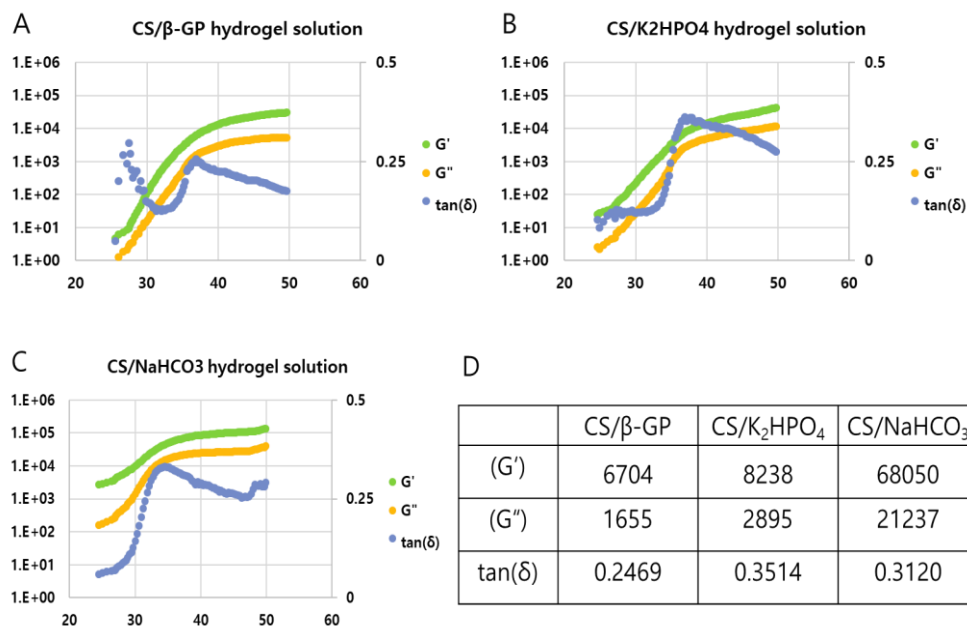 A
CS/β-GP hydrogel solution
1.E+06
1.E+05
1.E+04
1.E+03
1.E+02
1.E+01
1.E+00
0.5
0.25
0
20 30 40 50 60
G'
G"
tan(δ)
B
CS/K2HPO4 hydrogel solution
1.E+06
1.E+05
1.E+04
1.E+03
1.E+02
1.E+01
1.E+00
0.5
0.25
0
20 30 40 50 60
G'
G"
tan(δ)
C
CS/NaHCO3 hydrogel solution
1.E+06
1.E+05
1.E+04
1.E+03
1.E+02
1.E+01
1.E+00
0.5
0.25
0
20 30 40 50 60
G'
G"
tan(δ)
D
CS/β-GP CS/K₂HPO₄ CS/NaHCO₃
(G’) 6704 8238 68050
(G“) 1655 2895 21237
tan(δ) 0.2469 0.3514 0.3120